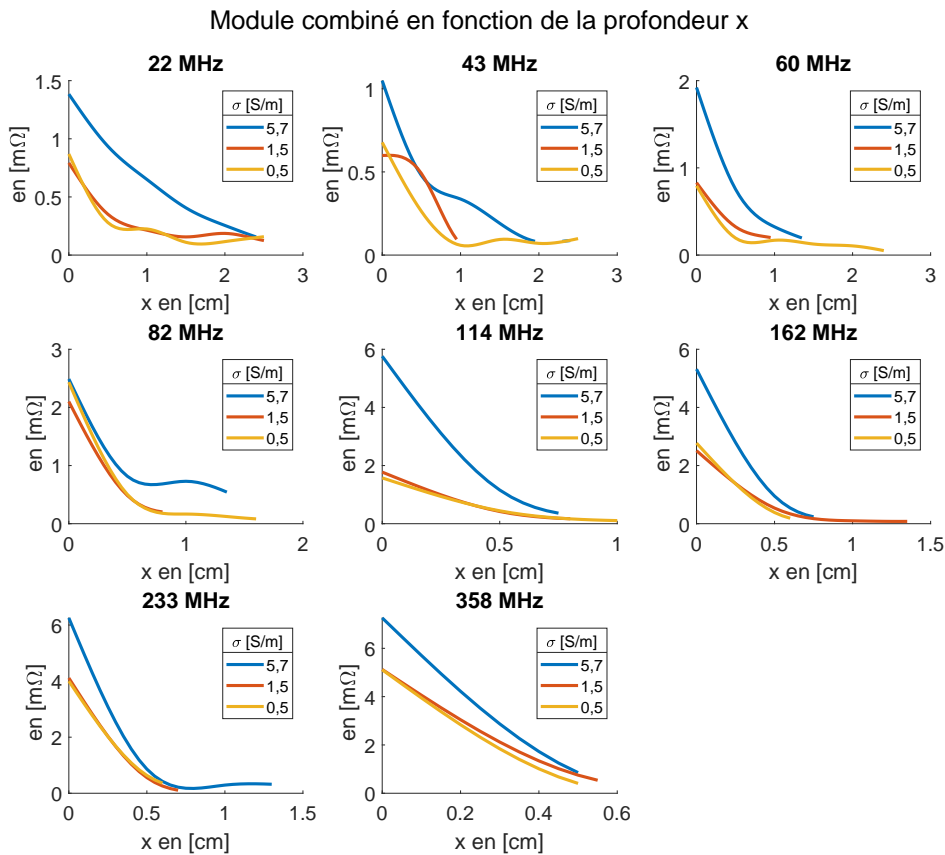 Module combiné en fonction de la profondeur x
22 MHz
en [mΩ]
1.5
1
0.5
0
0 1 2 3
x en [cm]
σ [S/m]
5,7
1,5
0,5
43 MHz
en [mΩ]
1
0.5
0
0 1 2 3
x en [cm]
σ [S/m]
5,7
1,5
0,5
60 MHz
en [mΩ]
2
1
0
0 1 2 3
x en [cm]
σ [S/m]
5,7
1,5
0,5
82 MHz
en [mΩ]
3
2
1
0
0 1 2
x en [cm]
σ [S/m]
5,7
1,5
0,5
114 MHz
en [mΩ]
6
4
2
0
0 0.5 1
x en [cm]
σ [S/m]
5,7
1,5
0,5
162 MHz
en [mΩ]
6
4
2
0
0 0.5 1 1.5
x en [cm]
σ [S/m]
5,7
1,5
0,5
233 MHz
en [mΩ]
6
4
2
0
0 0.5 1 1.5
x en [cm]
σ [S/m]
5,7
1,5
0,5
358 MHz
en [mΩ]
6
4
2
0
0 0.2 0.4 0.6
x en [cm]
σ [S/m]
5,7
1,5
0,5